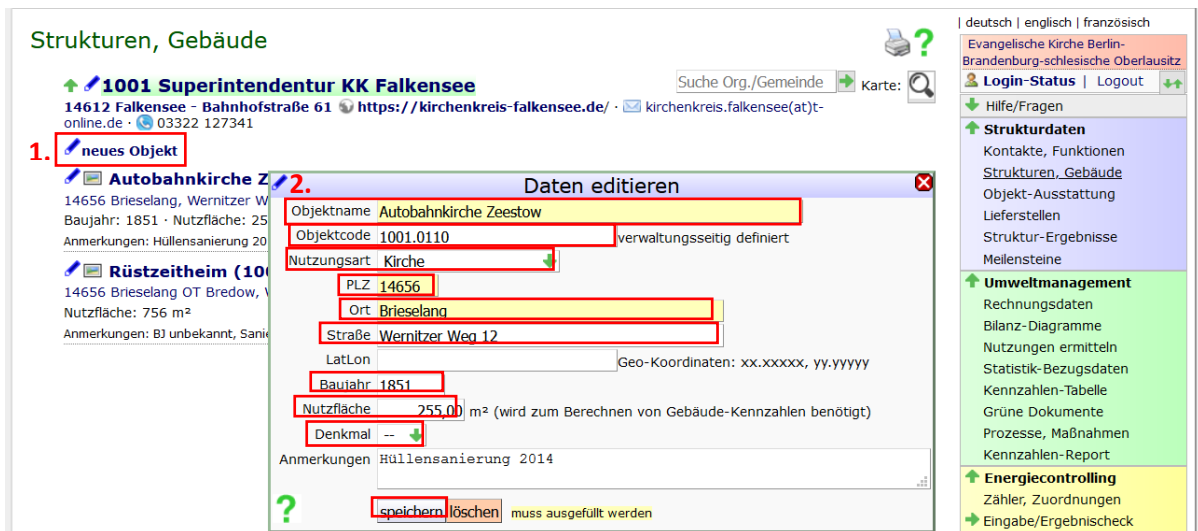 Strukturen, Gebäude
?
1001 Superintendentur KK Falkensee
Suche Org./Gemeinde
Karte:
14612 Falkensee - Bahnhofstraße 61 https://kirchenkreis-falkensee.de/ · kirchenkreis.falkensee(at)t-
online.de · 03322 127341
1. neues Objekt
Autobahnkirche Z
14656 Brieselang, Wernitzer W
Baujahr: 1851 · Nutzfläche: 25
Anmerkungen: Hüllensanierung 20
Rüstzeitheim (100
14656 Brieselang OT Bredow,
Nutzfläche: 756 m²
Anmerkungen: BJ unbekannt, Sanie
2. Daten editieren
Objektname Autobahnkirche Zeestow
Objektcode 1001.0110 verwaltungsseitig definiert
Nutzungsart Kirche
PLZ 14656
Ort Brieselang
Straße Wernitzer Weg 12
LatLon Geo-Koordinaten: xx.xxxxx, yy.yyyyy
Baujahr 1851
Nutzfläche 255,00 m² (wird zum Berechnen von Gebäude-Kennzahlen benötigt)
Denkmal --
Anmerkungen Hüllensanierung 2014
? speichern löschen muss ausgefüllt werden
| deutsch | englisch | französisch
Evangelische Kirche Berlin-
Brandenburg-schlesische Oberlausitz
Login-Status | Logout
Hilfe/Fragen
Strukturdaten
Kontakte, Funktionen
Strukturen, Gebäude
Objekt-Ausstattung
Lieferstellen
Struktur-Ergebnisse
Meilensteine
Umweltmanagement
Rechnungsdaten
Bilanz-Diagramme
Nutzungen ermitteln
Statistik-Bezugsdaten
Kennzahlen-Tabelle
Grüne Dokumente
Prozesse, Maßnahmen
Kennzahlen-Report
Energiecontrolling
Zähler, Zuordnungen
Eingabe/Ergebnischeck